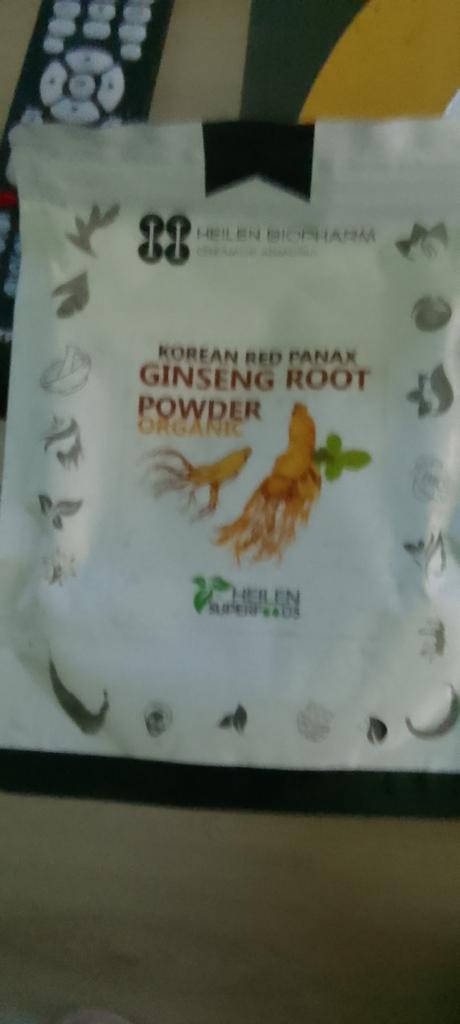 HEILEN BIOPHARM
KOREAN RED PANAX
GINSENG ROOT
POWDER
ORGANIC
HEILEN
SUPERFOODS